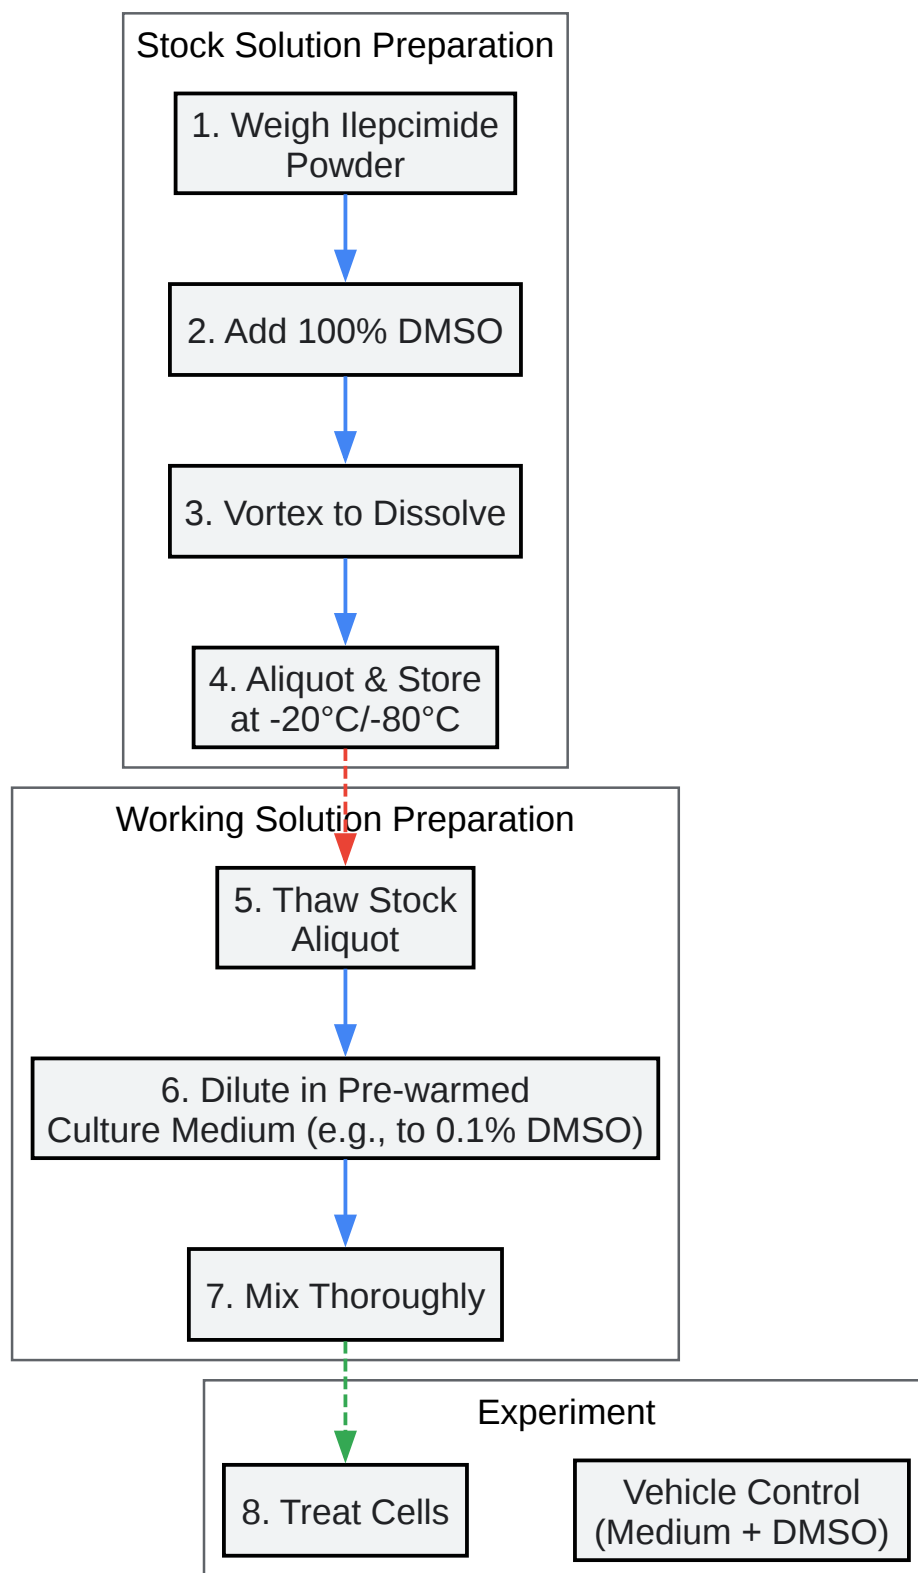 Stock Solution Preparation
1. Weigh Ilepcimide
Powder
2. Add 100% DMSO
3. Vortex to Dissolve
4. Aliquot & Store
at -20°C/-80°C
Working Solution Preparation
5. Thaw Stock
Aliquot
6. Dilute in Pre-warmed
Culture Medium (e.g., to 0.1% DMSO)
7. Mix Thoroughly
Experiment
8. Treat Cells
Vehicle Control
(Medium + DMSO)